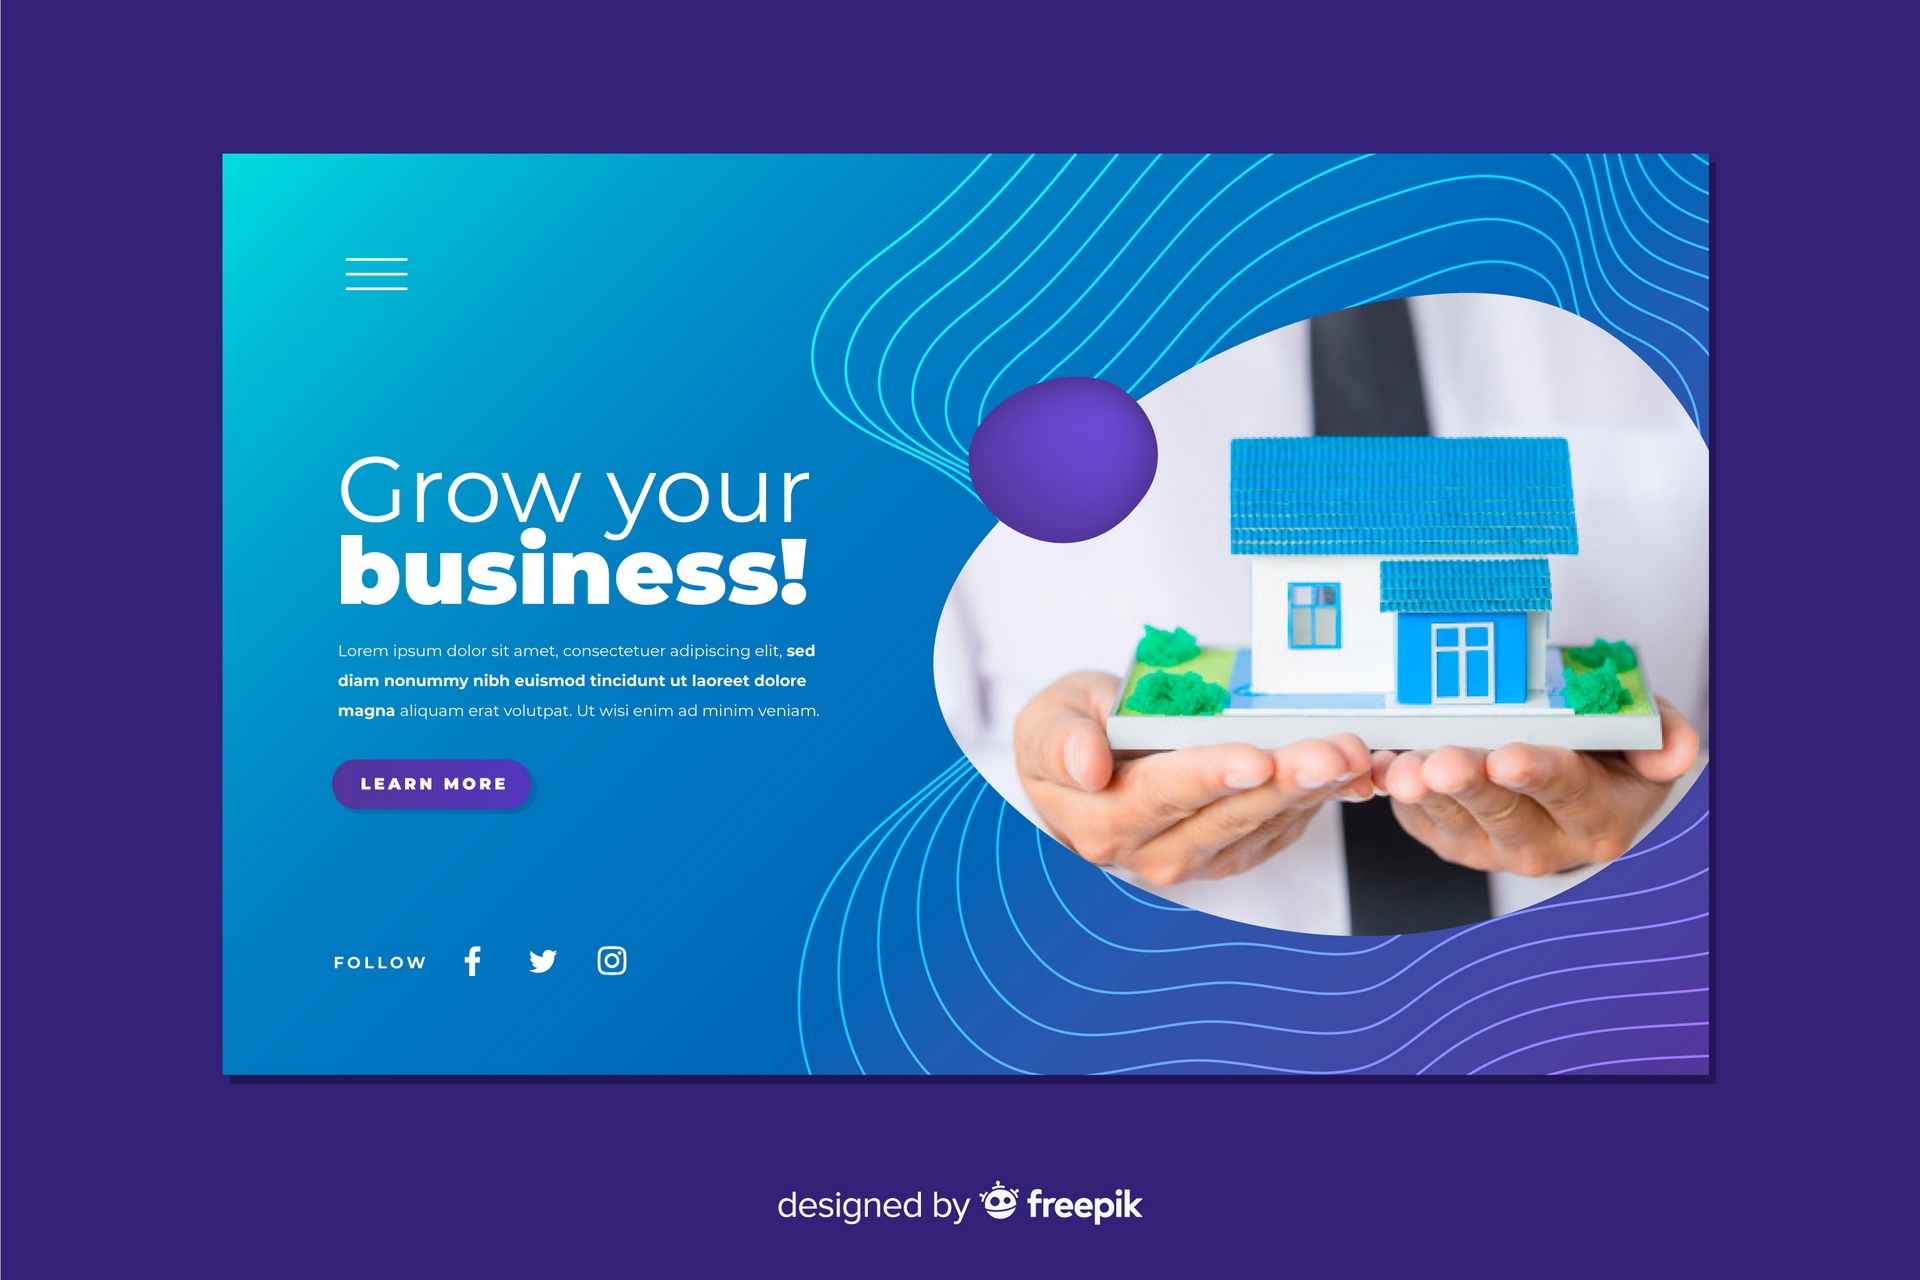 Grow your
business!
Lorem ipsum dolor sit amet, consectetuer adipiscing elit, sed
diam nonummy nibh euismod tincidunt ut laoreet dolore
magna aliquam erat volutpat. Ut wisi enim ad minim veniam.
LEARN MORE
FOLLOW
designed by freepik